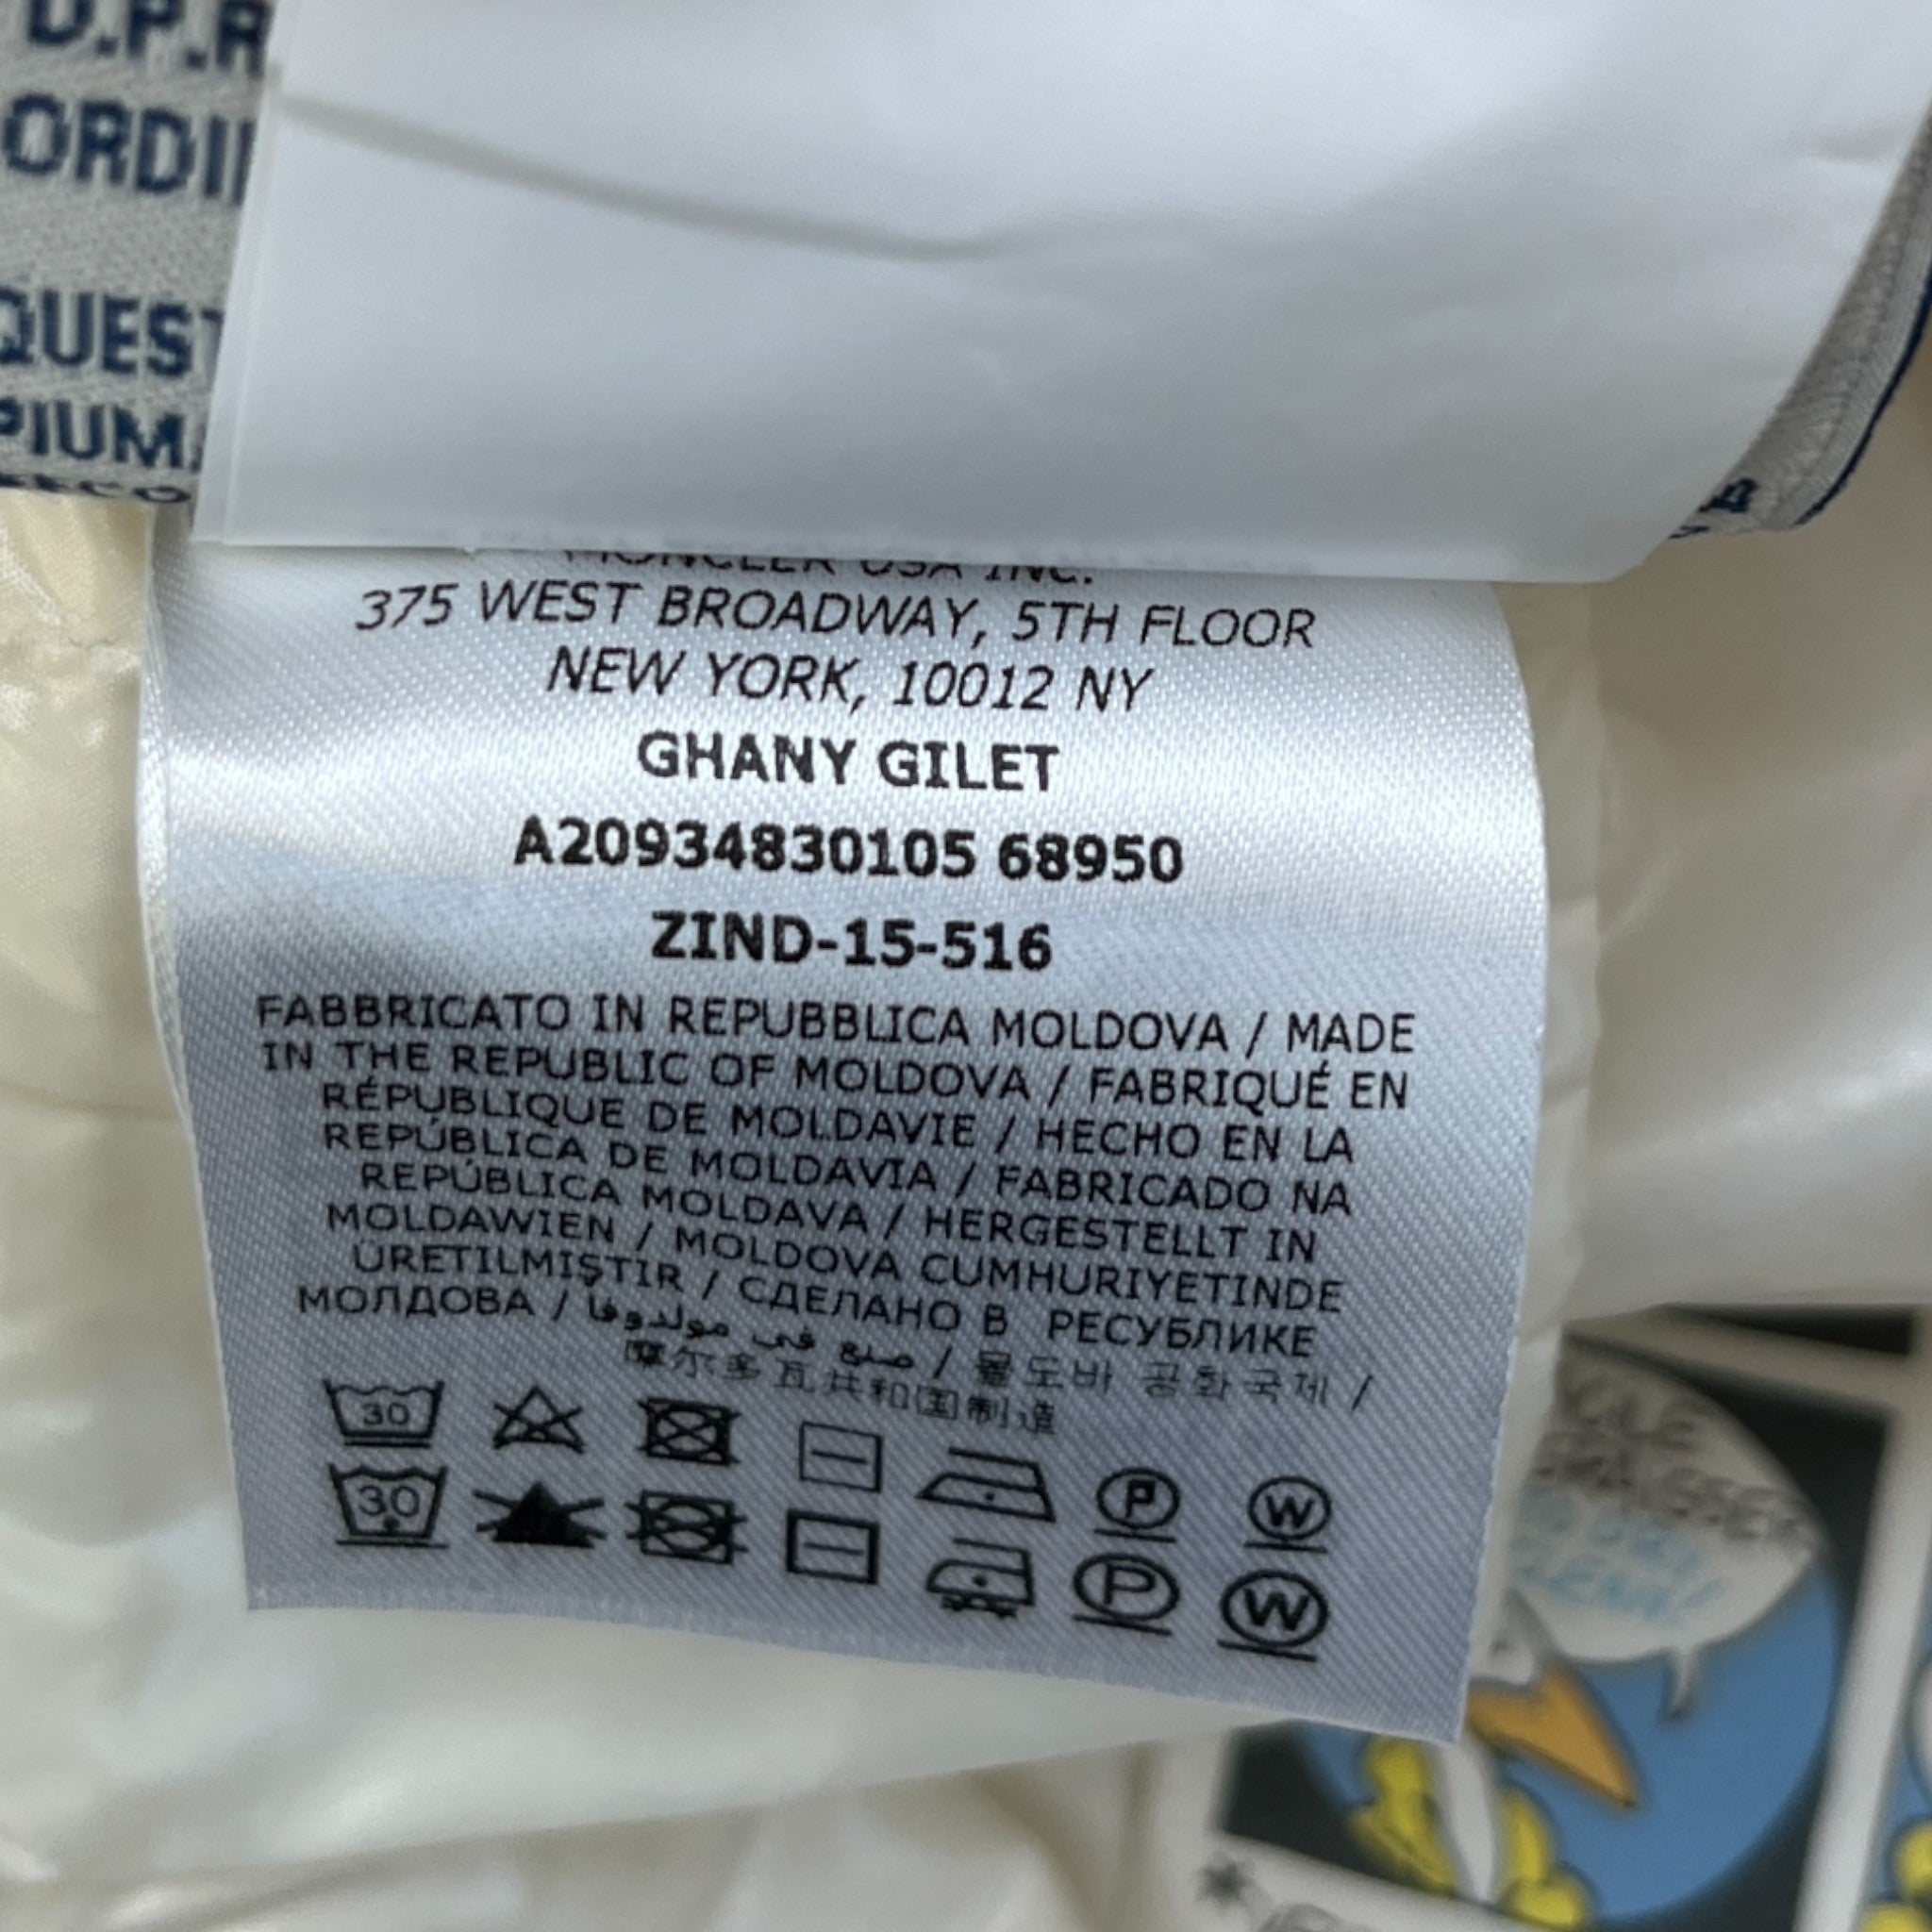 D.P.R
ORDI
QUEST
PIUM
MONCLER USA INC.
375 WEST BROADWAY, 5TH FLOOR
NEW YORK, 10012 NY
GHANY GILET
A20934830105 68950
ZIND-15-516
FABBRICATO IN REPUBBLICA MOLDOVA / MADE
IN THE REPUBLIC OF MOLDOVA / FABRIQUÉ EN
RÉPUBLIQUE DE MOLDAVIE / HECHO EN LA
REPÚBLICA DE MOLDAVIA / FABRICADO NA
REPÚBLICA MOLDAVA / HERGESTELLT IN
MOLDAWIEN / MOLDOVA CUMHURIYETINDE
ÜRETILMIŞTIR / СДЕЛАНО В РЕСУБЛИКЕ
МОЛДОВА / صنع في مولدوفا / 몰도바 공화국제 /
摩尔多瓦共和国制造
30
P
W
30
P
W